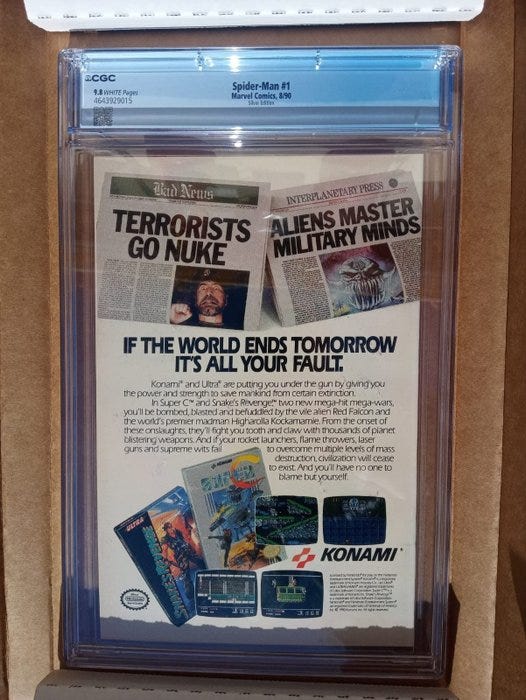 CGC
9.8 WHITE Pages
4643929015
Spider-Man #1
Marvel Comics, 8/90
Silver Edition
Bad News
TERRORISTS
GO NUKE
INTERPLANETARY PRESS
ALIENS MASTER
MILITARY MINDS
IF THE WORLD ENDS TOMORROW
IT'S ALL YOUR FAULT.
Konami® and Ultra® are putting you under the gun by giving you
the power and strength to save mankind from certain extinction.
In Super C™ and Snake's Revenge,™ two new mega-hit mega-wars,
you'll be bombed, blasted and befuddled by the vile alien Red Falcon and
the world's premier madman Higharolla Kockamamie. From the onset of
these onslaughts, they'll fight you tooth and claw with thousands of planet
blistering weapons. And if your rocket launchers, flame throwers, laser
guns and supreme wits fail to overcome multiple levels of mass
destruction, civilization will cease
to exist. And you'll have no one to
blame but yourself.
KONAMI
SUPER C
ULTRA
SNAKE'S REVENGE
KONAMI®